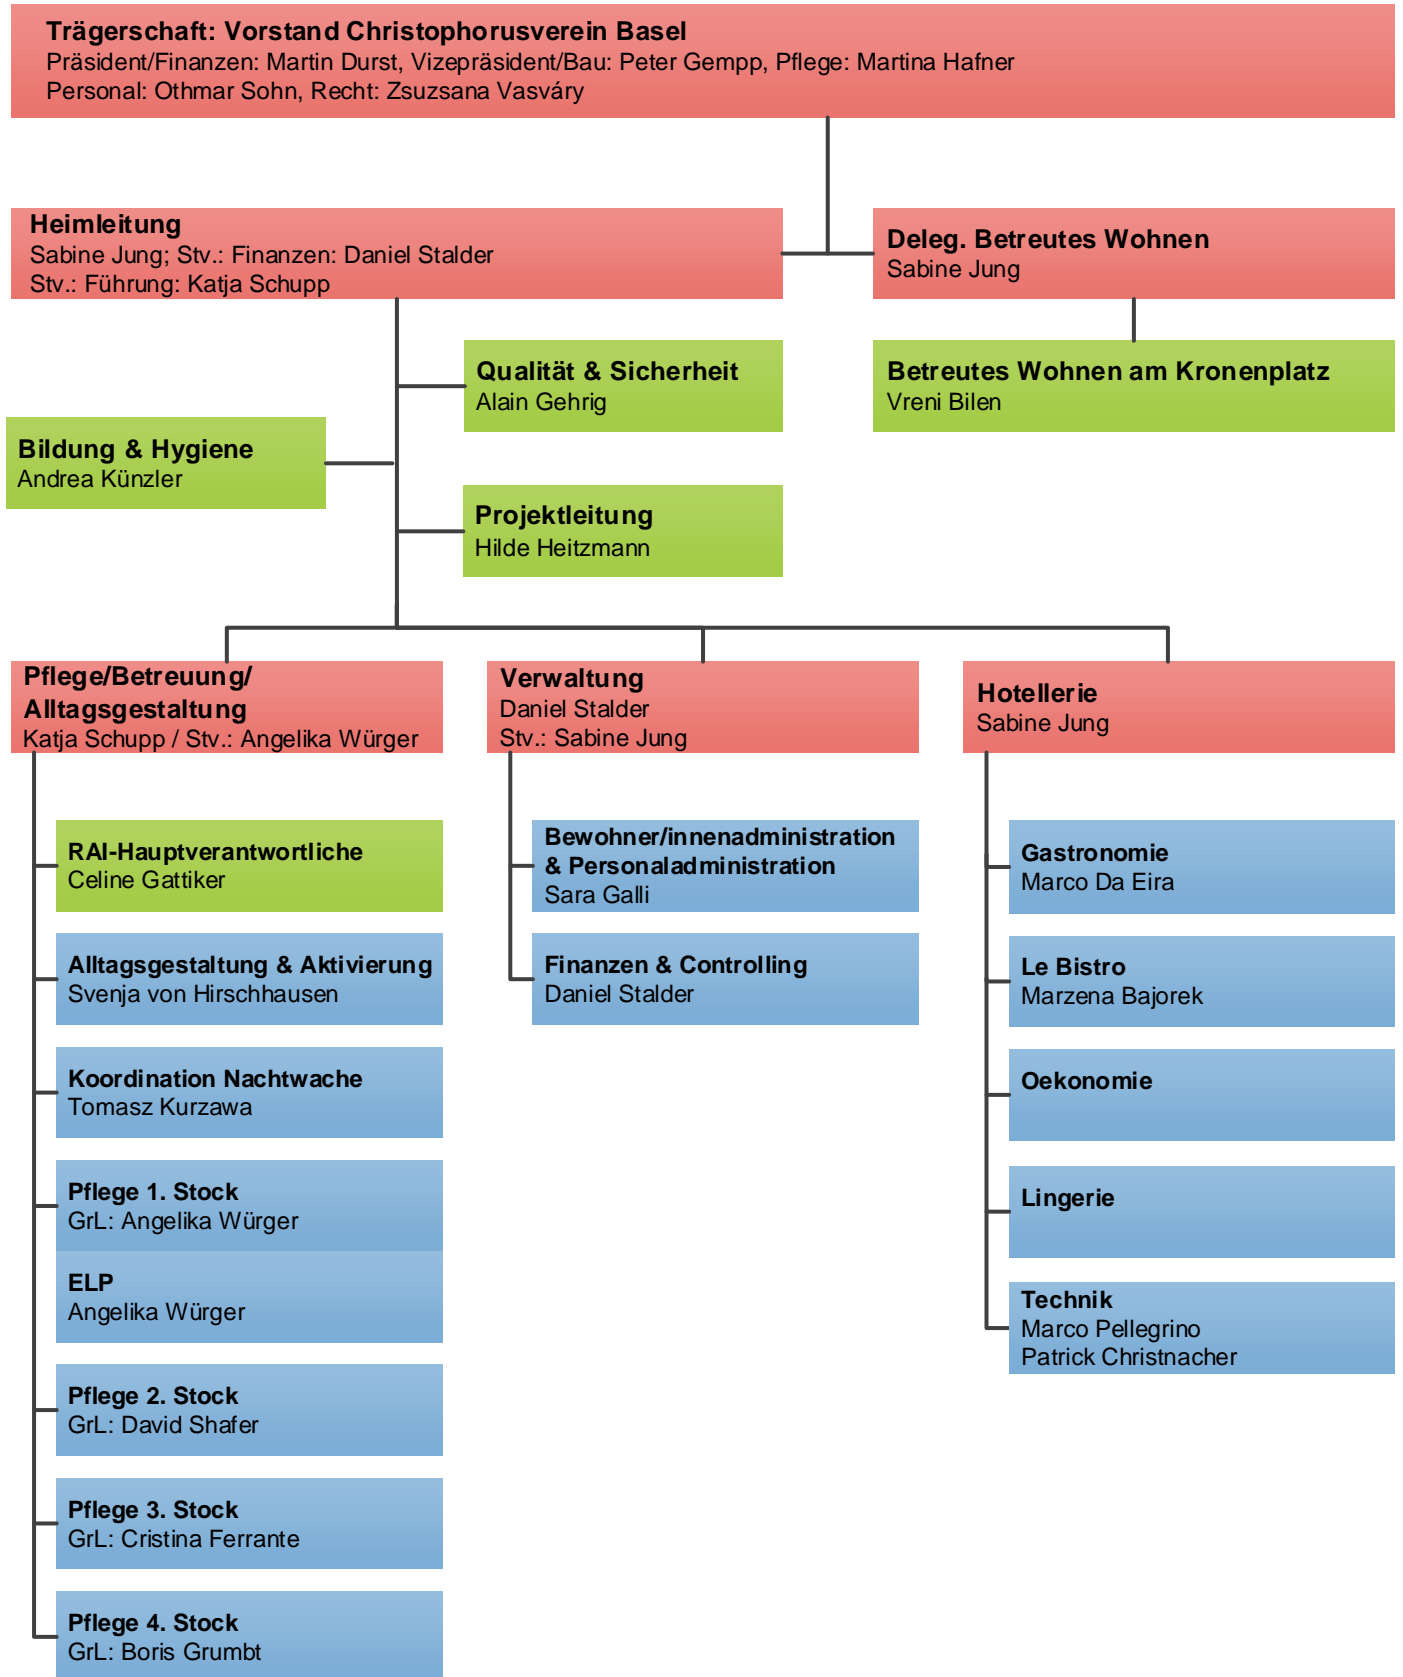 Trägerschaft: Vorstand Christophorusverein Basel
Präsident/Finanzen: Martin Durst, Vizepräsident/Bau: Peter Gempp, Pflege: Martina Hafner
Personal: Othmar Sohn, Recht: Zsuzsana Vasváry
Heimleitung
Sabine Jung; Stv.: Finanzen: Daniel Stalder
Stv.: Führung: Katja Schupp
Deleg. Betreutes Wohnen
Sabine Jung
Qualität & Sicherheit
Alain Gehrig
Betreutes Wohnen am Kronenplatz
Vreni Bilen
Bildung & Hygiene
Andrea Künzler
Projektleitung
Hilde Heitzmann
Pflege/Betreuung/
Alltagsgestaltung
Katja Schupp / Stv.: Angelika Würger
Verwaltung
Daniel Stalder
Stv.: Sabine Jung
Hotellerie
Sabine Jung
RAI-Hauptverantwortliche
Celine Gattiker
Alltagsgestaltung & Aktivierung
Svenja von Hirschhausen
Koordination Nachtwache
Tomasz Kurzawa
Pflege 1. Stock
GrL: Angelika Würger
ELP
Angelika Würger
Pflege 2. Stock
GrL: David Shafer
Pflege 3. Stock
GrL: Cristina Ferrante
Pflege 4. Stock
GrL: Boris Grumbt
Bewohner/innenadministration
& Personaladministration
Sara Galli
Finanzen & Controlling
Daniel Stalder
Gastronomie
Marco Da Eira
Le Bistro
Marzena Bajorek
Oekonomie
Lingerie
Technik
Marco Pellegrino
Patrick Christnacher